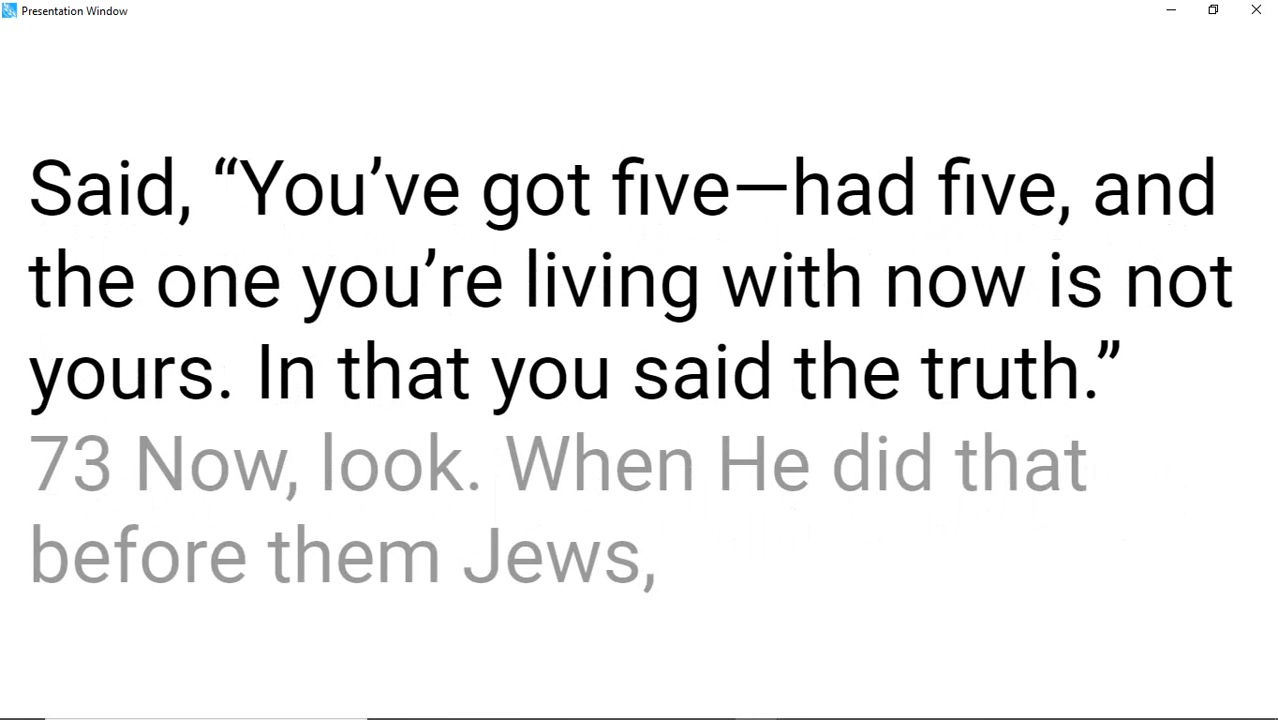 Presentation Window
Said, “You’ve got five—had five, and
the one you’re living with now is not
yours. In that you said the truth.”
73 Now, look. When He did that
before them Jews,